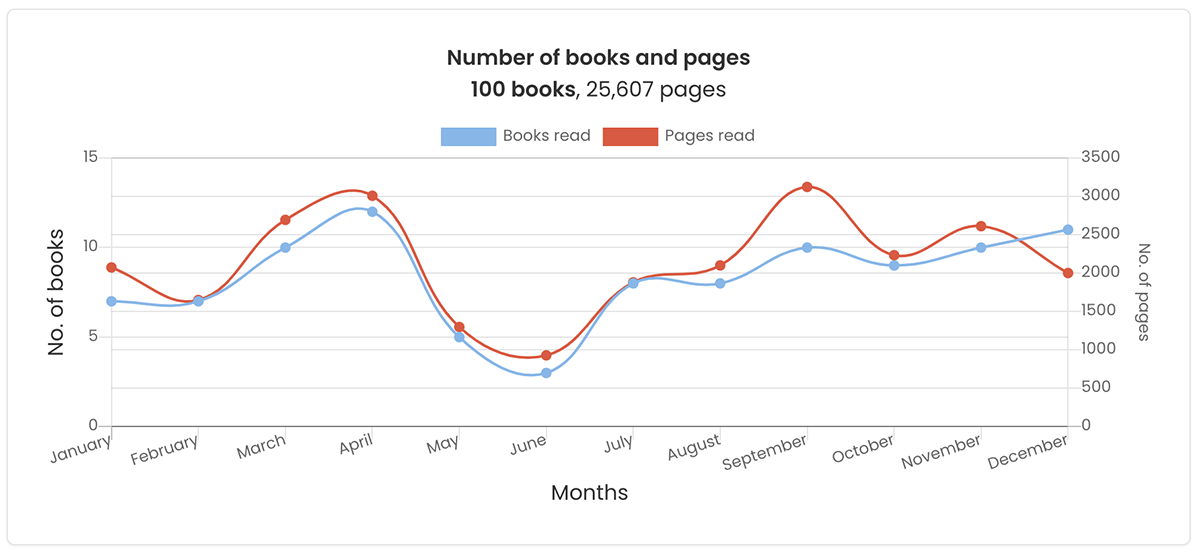 Number of books and pages
100 books, 25,607 pages
Books read Pages read
15 3500
3000
2500
10
2000
1500
5
1000
500
0 0
No. of books
No. of pages
January February March April May June July August September October November December
Months